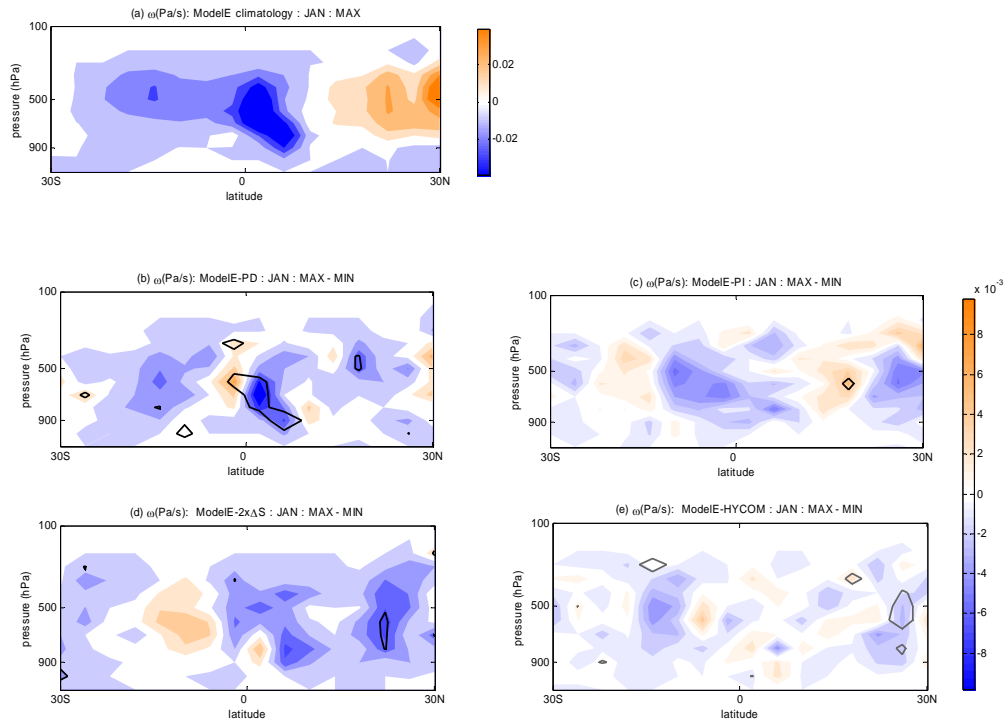 (a) ω(Pa/s): ModelE climatology : JAN : MAX
100
500
900
pressure (hPa)
30S
0
30N
latitude
0.02
0
-0.02
(b) ω(Pa/s): ModelE-PD : JAN : MAX - MIN
100
500
900
pressure (hPa)
30S
0
30N
latitude
(c) ω(Pa/s): ModelE-PI : JAN : MAX - MIN
100
500
900
pressure (hPa)
30S
0
30N
latitude
(d) ω(Pa/s): ModelE-2xΔS : JAN : MAX - MIN
100
500
900
pressure (hPa)
30S
0
30N
latitude
(e) ω(Pa/s): ModelE-HYCOM : JAN : MAX - MIN
100
500
900
pressure (hPa)
30S
0
30N
latitude
x 10⁻³
8
6
4
2
0
-2
-4
-6
-8